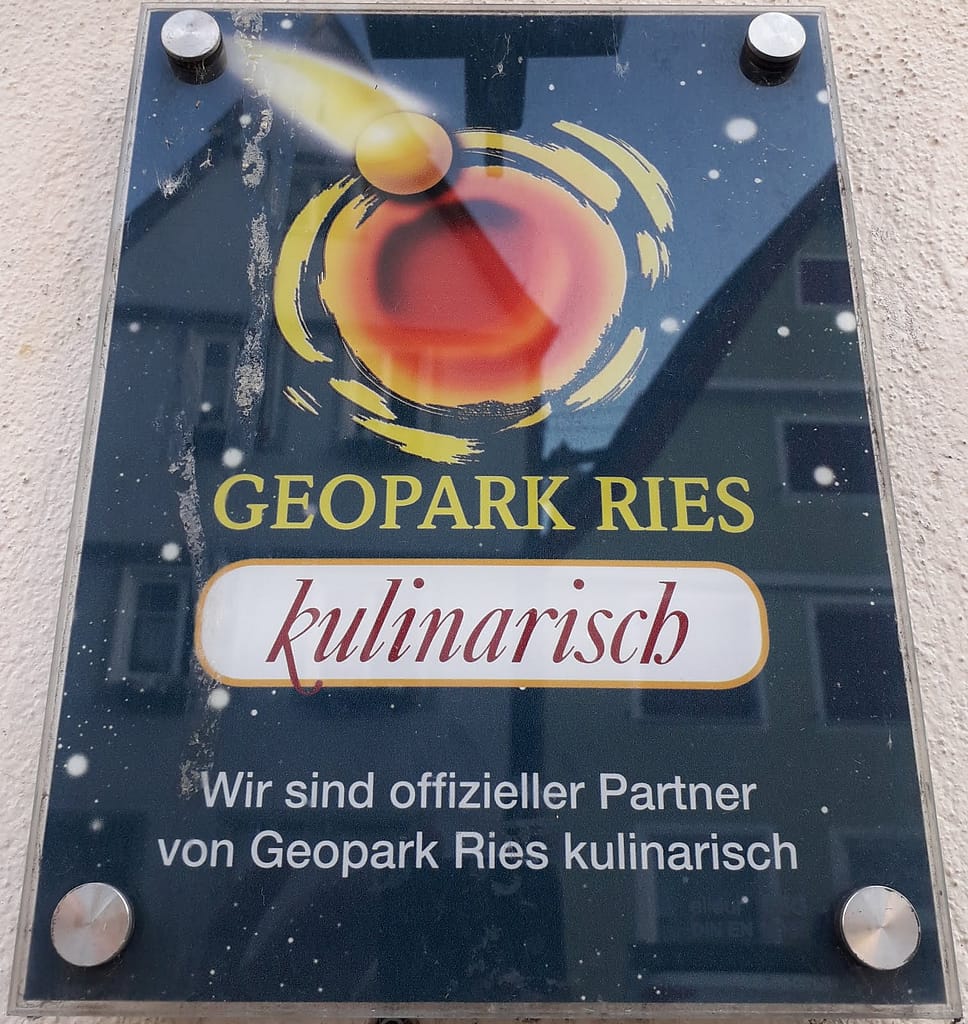 GEOPARK RIES
kulinarisch
Wir sind offizieller Partner
von Geopark Ries kulinarisch